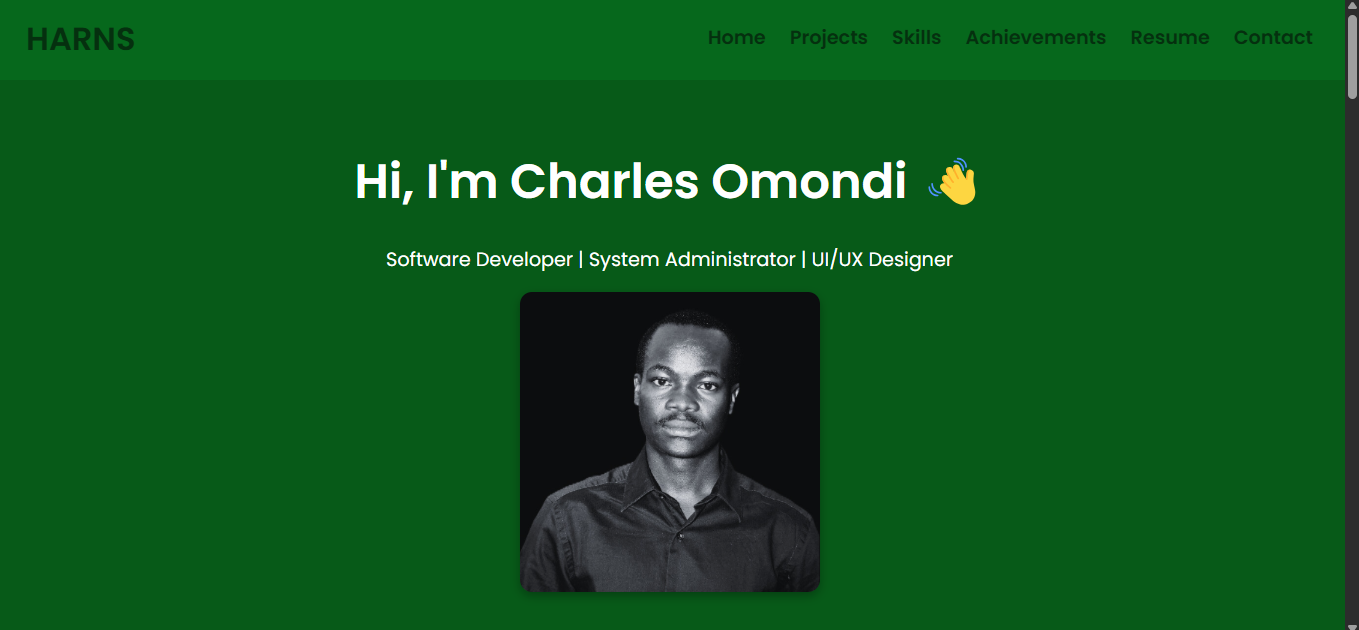 HARNS
Home Projects Skills Achievements Resume Contact
Hi, I'm Charles Omondi 👋
Software Developer | System Administrator | UI/UX Designer